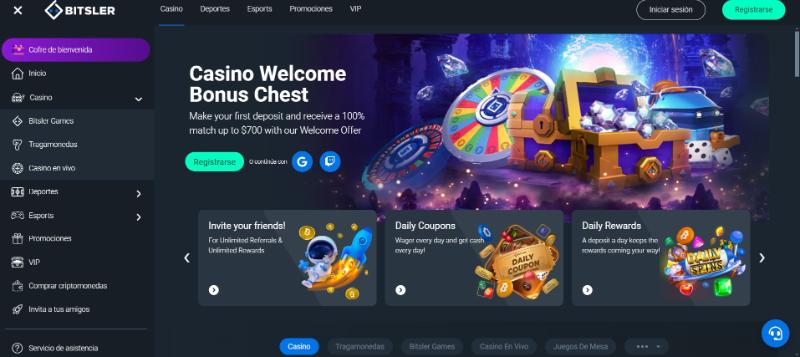 BITSLER
Casino
Deportes
Esports
Promociones
VIP
Iniciar sesión
Registrarse
Cofre de bienvenida
Inicio
Casino
Bitsler Games
Tragamonedas
Casino en vivo
Deportes
Esports
Promociones
VIP
Comprar criptomonedas
Invita a tus amigos
Servicio de asistencia
Casino Welcome
Bonus Chest
Make your first deposit and receive a 100%
match up to $700 with our Welcome Offer
Registrarse
O continúa con
G
Invite your friends!
For Unlimited Referrals &
Unlimited Rewards
Daily Coupons
Wager every day and get cash
every day!
DAILY
COUPON
Daily Rewards
A deposit a day keeps the
rewards coming your way!
DAILY
SPINS
Casino
Tragamonedas
Bitsler Games
Casino En Vivo
Juegos De Mesa